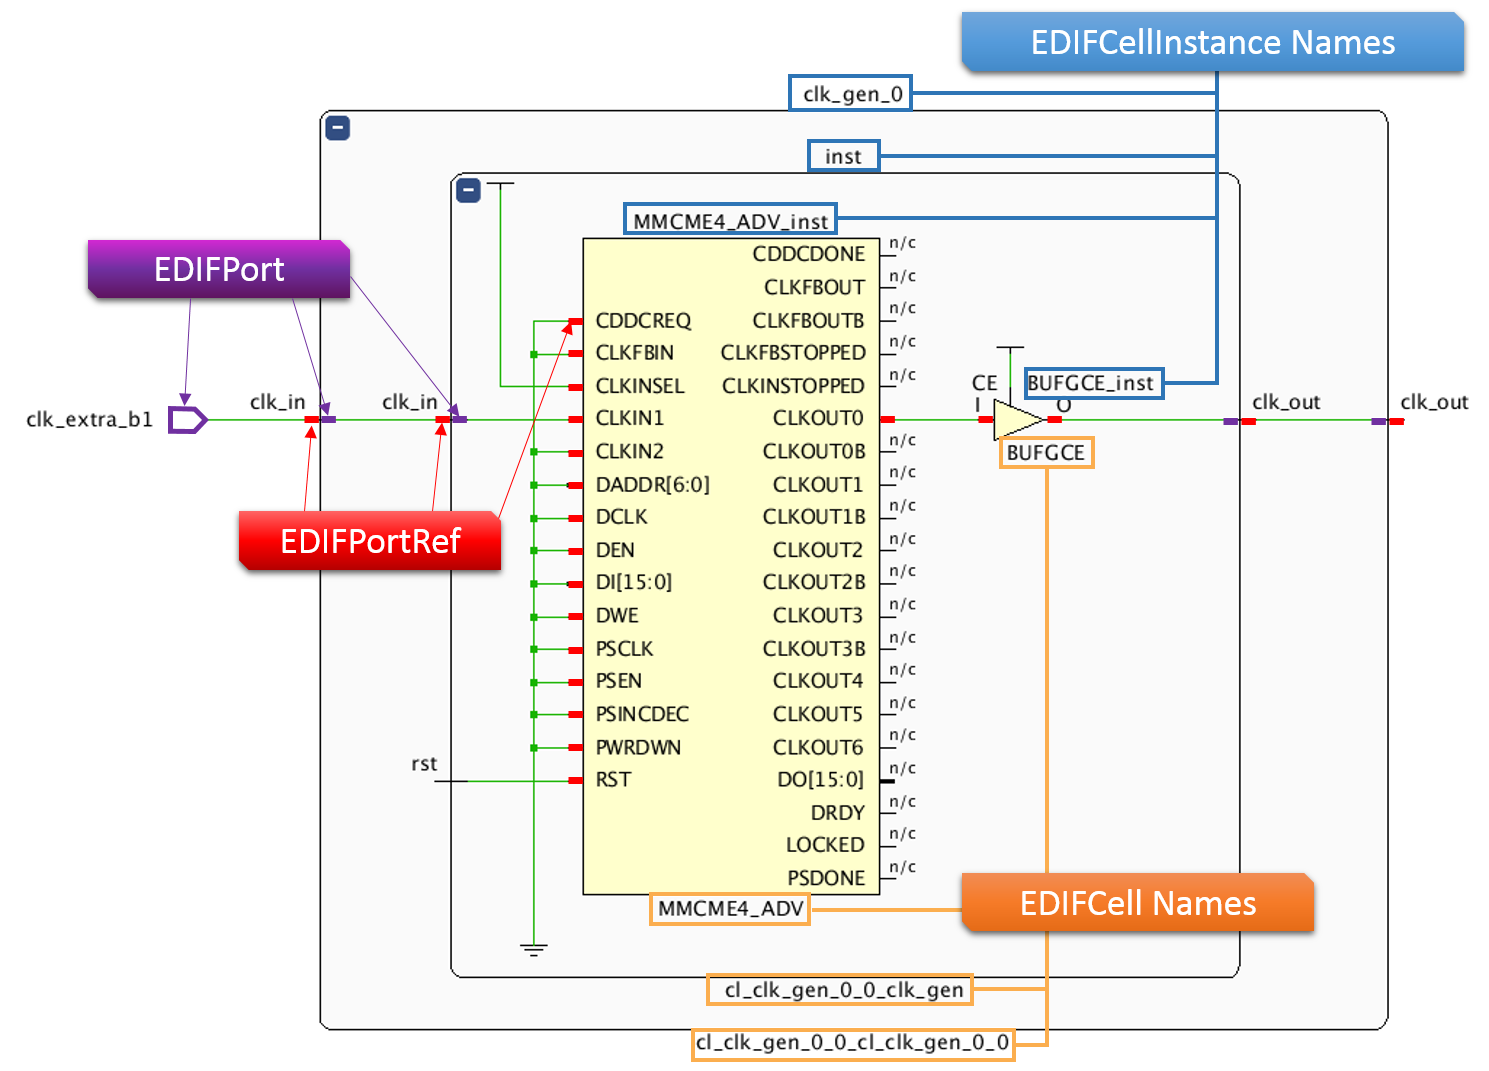 EDIFCellInstance Names
clk_gen_0
inst
MMCME4_ADV_inst
EDIFPort
clk_extra_b1
clk_in
clk_in
EDIFPortRef
rst
CDDCREQ
CLKFBIN
CLKINSEL
CLKIN1
CLKIN2
DADDR[6:0]
DCLK
DEN
DI[15:0]
DWE
PSCLK
PSEN
PSINCDEC
PWRDWN
RST
CDDCDONE n/c
CLKFBOUT n/c
CLKFBOUTB n/c
CLKFBSTOPPED n/c
CLKINSTOPPED n/c
CLKOUT0
CLKOUT0B n/c
CLKOUT1 n/c
CLKOUT1B n/c
CLKOUT2 n/c
CLKOUT2B n/c
CLKOUT3 n/c
CLKOUT3B n/c
CLKOUT4 n/c
CLKOUT5 n/c
CLKOUT6 n/c
DO[15:0] n/c
DRDY n/c
LOCKED n/c
PSDONE n/c
CE
BUFGCE_inst
I
O
BUFGCE
clk_out
clk_out
MMCME4_ADV
EDIFCell Names
cl_clk_gen_0_0_clk_gen
cl_clk_gen_0_0_cl_clk_gen_0_0